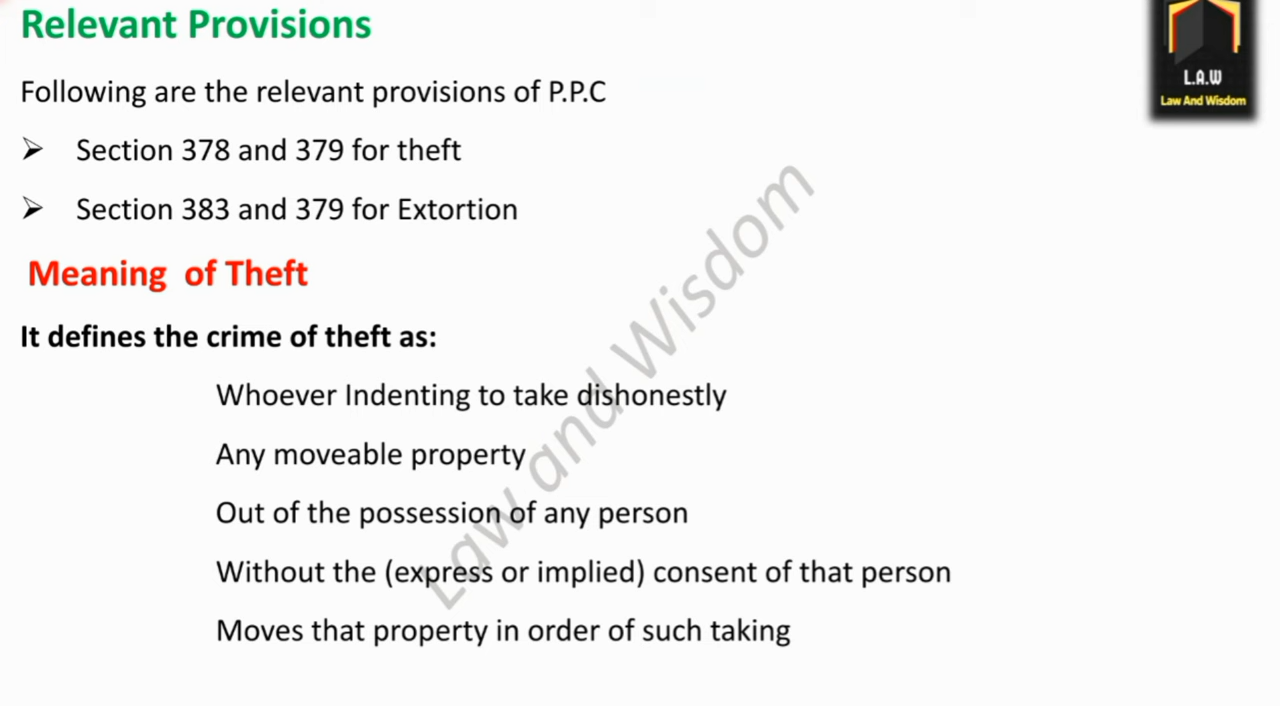 Relevant Provisions
Following are the relevant provisions of P.P.C
➢ Section 378 and 379 for theft
➢ Section 383 and 379 for Extortion
Meaning of Theft
It defines the crime of theft as:
Whoever Indenting to take dishonestly
Any moveable property
Out of the possession of any person
Without the (express or implied) consent of that person
Moves that property in order of such taking
L.A.W
Law And Wisdom
Law and Wisdom